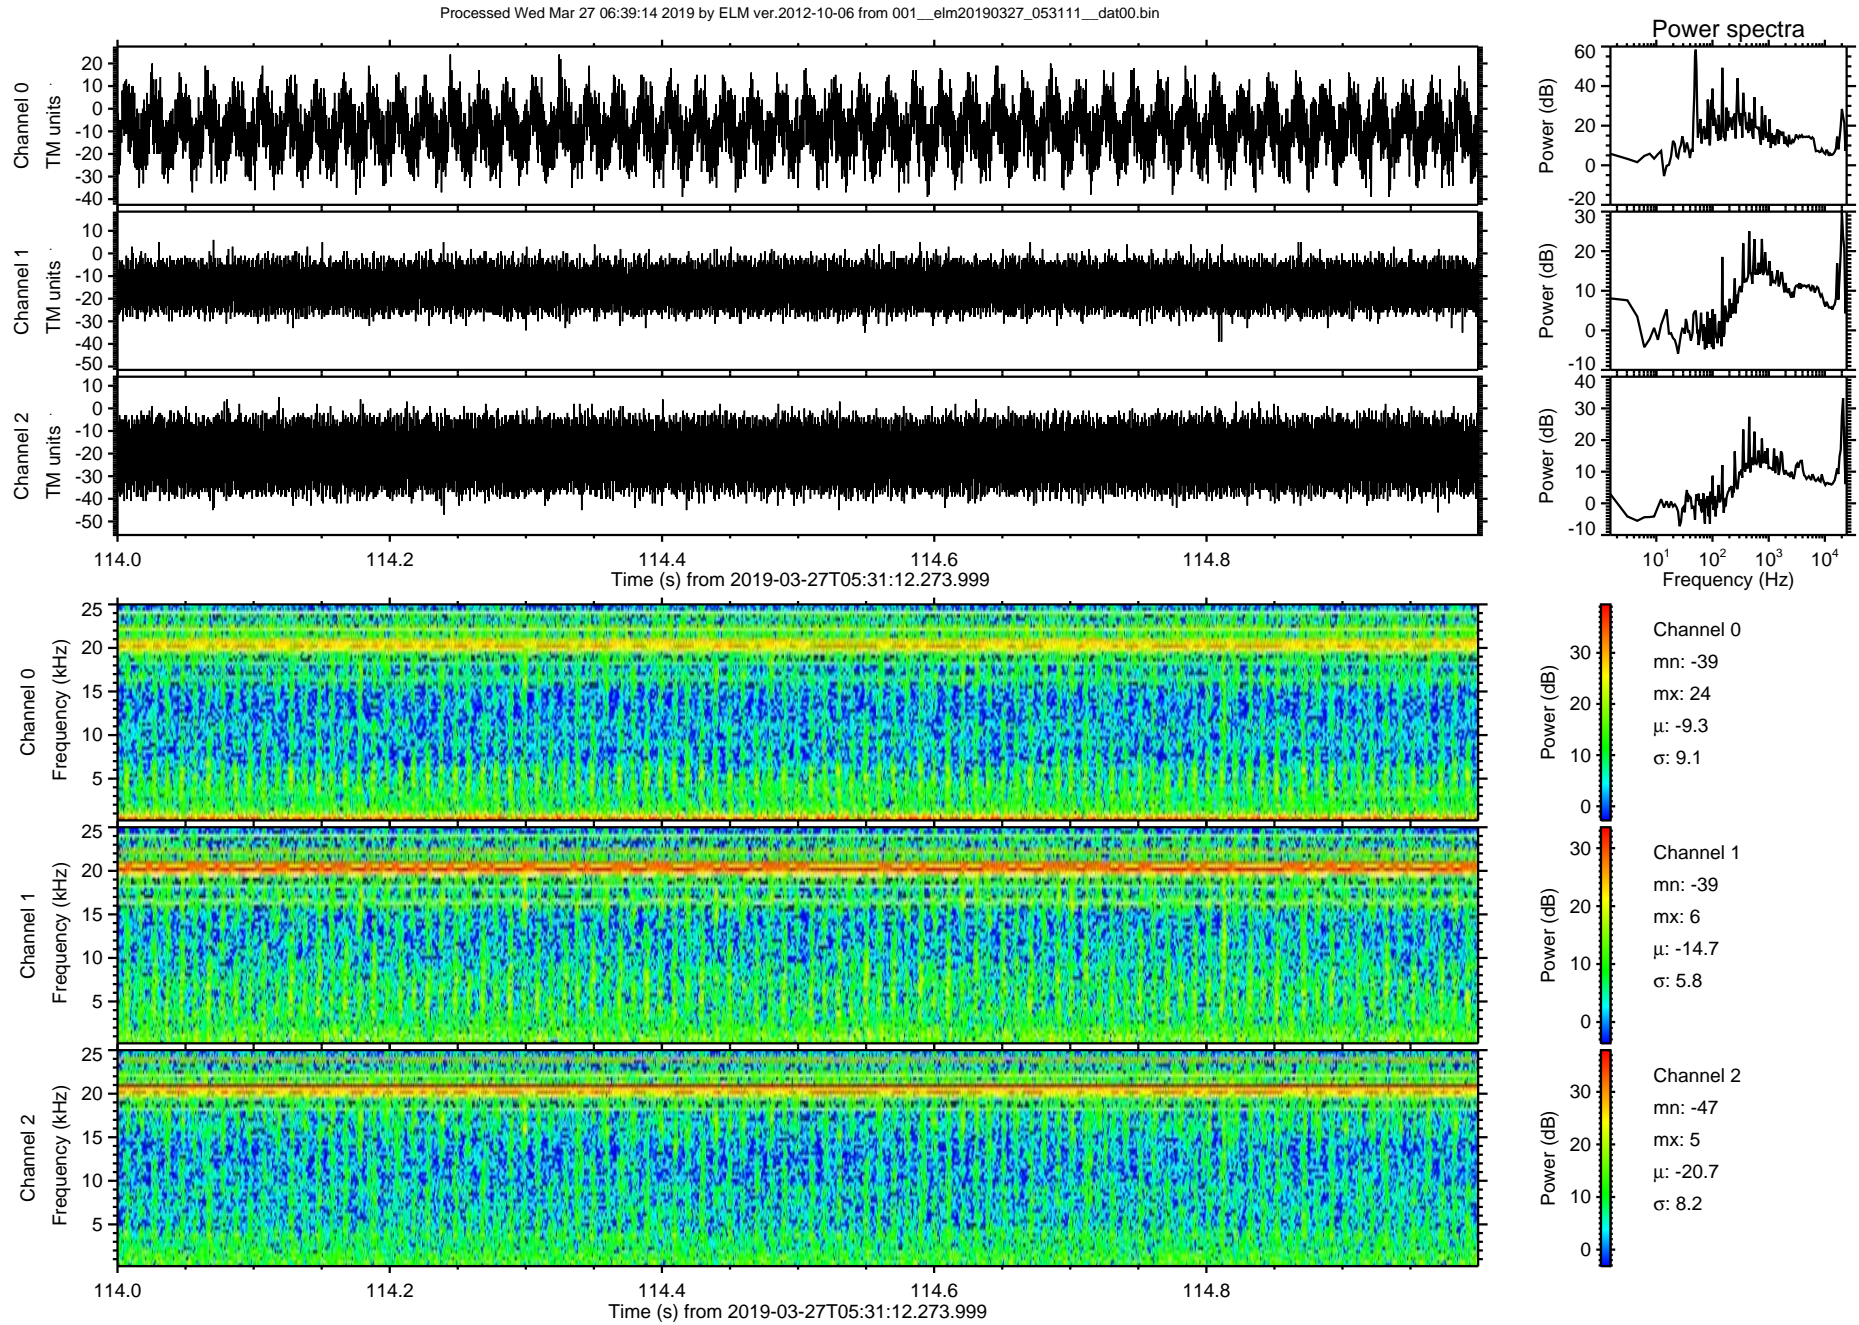 Processed Wed Mar 27 06:39:14 2019 by ELM ver.2012-10-06 from 001__elm20190327_053111__dat00.bin
Power spectra
Channel 0
TM units
20
10
0
-10
-20
-30
-40
Power (dB)
60
40
20
0
-20
Channel 1
TM units
10
0
-10
-20
-30
-40
-50
Power (dB)
30
20
10
0
-10
Channel 2
TM units
10
0
-10
-20
-30
-40
-50
Power (dB)
40
30
20
10
0
-10
114.0 114.2 114.4 114.6 114.8
Time (s) from 2019-03-27T05:31:12.273.999
10¹ 10² 10³ 10⁴
Frequency (Hz)
Channel 0
Frequency (kHz)
25
20
15
10
5
Power (dB)
30
20
10
0
Channel 0
mn: -39
mx: 24
µ: -9.3
σ: 9.1
Channel 1
Frequency (kHz)
25
20
15
10
5
Power (dB)
30
20
10
0
Channel 1
mn: -39
mx: 6
µ: -14.7
σ: 5.8
Channel 2
Frequency (kHz)
25
20
15
10
5
Power (dB)
30
20
10
0
Channel 2
mn: -47
mx: 5
µ: -20.7
σ: 8.2
114.0 114.2 114.4 114.6 114.8
Time (s) from 2019-03-27T05:31:12.273.999